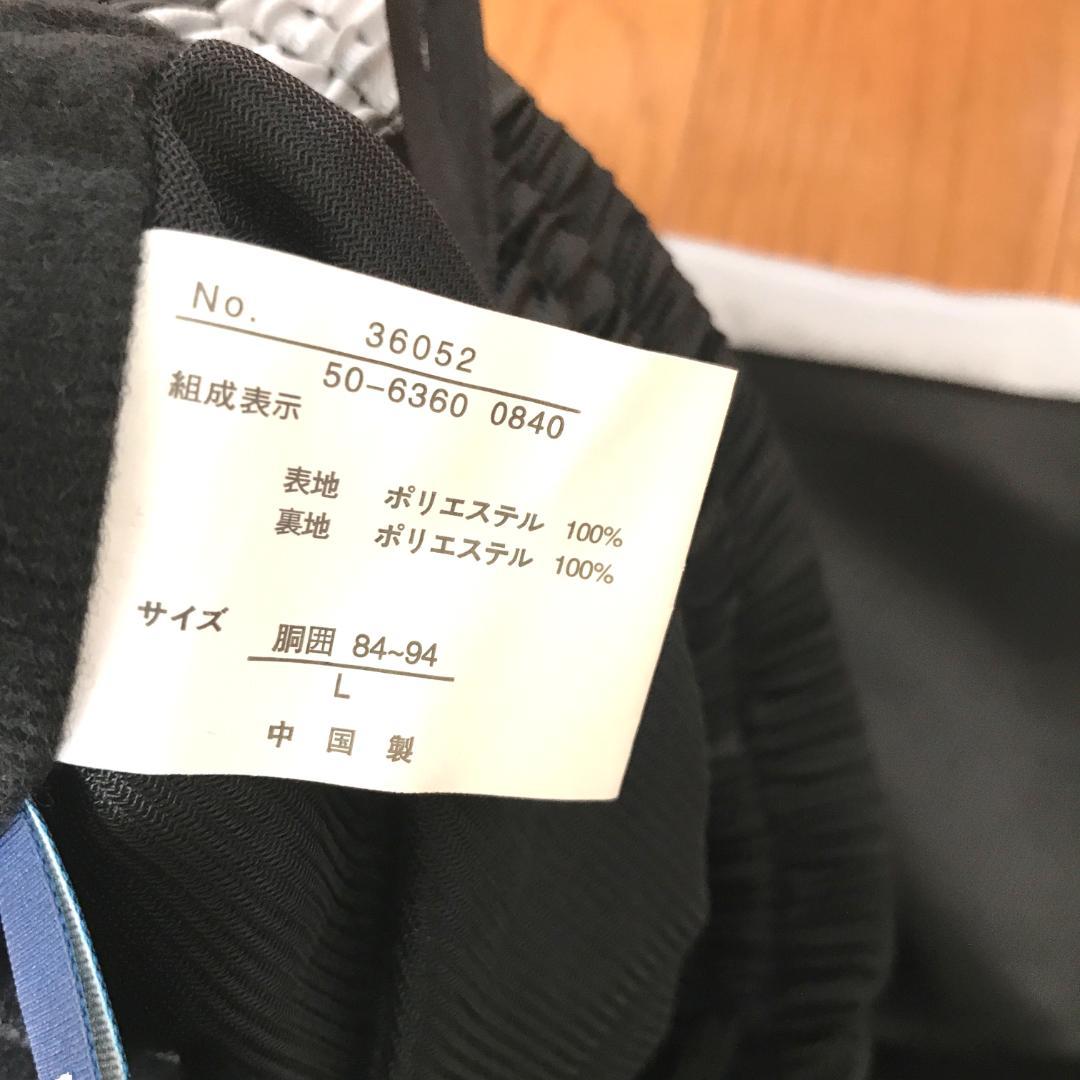 No. 36052
組成表示 50-6360 0840
表地 ポリエステル 100%
裏地 ポリエステル 100%
サイズ 胴囲 84~94
L
中国製